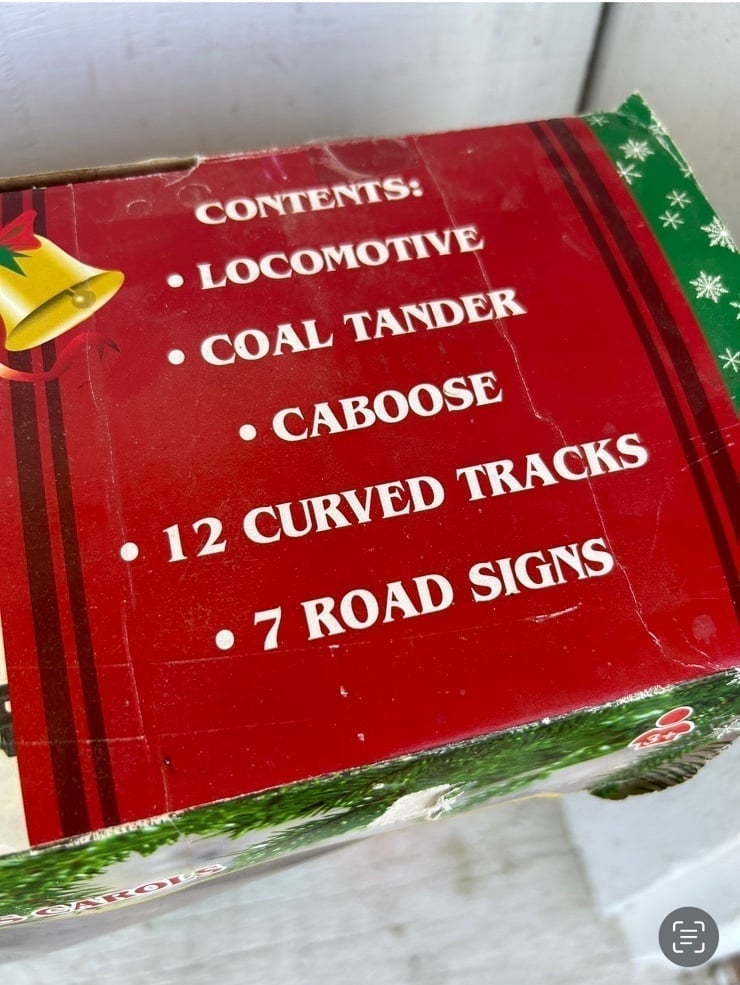 CONTENTS:
• LOCOMOTIVE
• COAL TANDER
• CABOOSE
• 12 CURVED TRACKS
• 7 ROAD SIGNS
S CAROLS